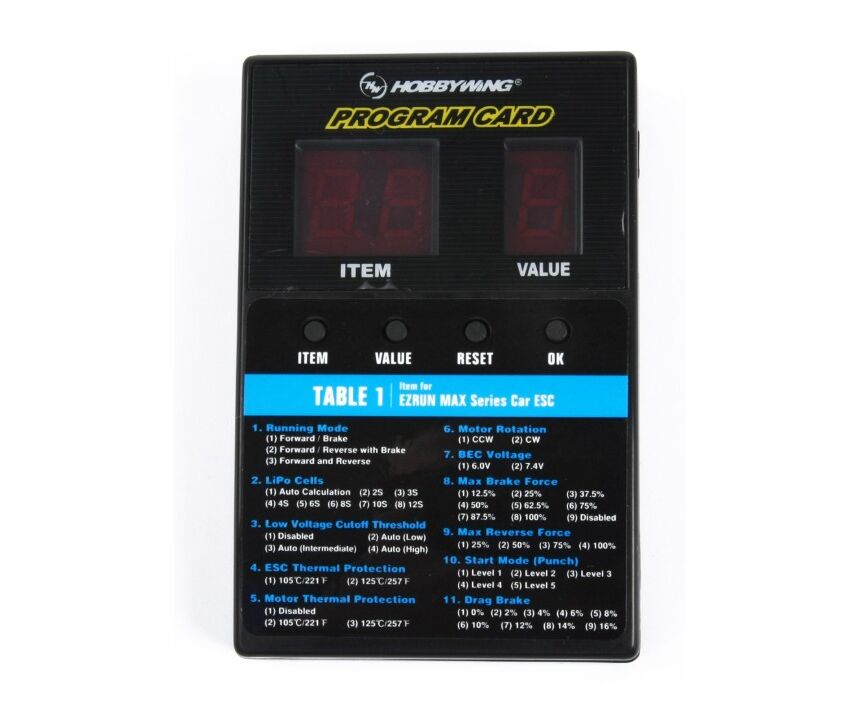 HW HOBBYWING®
PROGRAM CARD
ITEM VALUE
ITEM VALUE RESET OK
TABLE 1 Item for
EZRUN MAX Series Car ESC
1. Running Mode
(1) Forward / Brake
(2) Forward / Reverse with Brake
(3) Forward and Reverse
2. LiPo Cells
(1) Auto Calculation (2) 2S (3) 3S
(4) 4S (5) 6S (6) 8S (7) 10S (8) 12S
3. Low Voltage Cutoff Threshold
(1) Disabled (2) Auto (Low)
(3) Auto (Intermediate) (4) Auto (High)
4. ESC Thermal Protection
(1) 105℃/221℉ (2) 125℃/257℉
5. Motor Thermal Protection
(1) Disabled
(2) 105℃/221℉ (3) 125℃/257℉
6. Motor Rotation
(1) CCW (2) CW
7. BEC Voltage
(1) 6.0V (2) 7.4V
8. Max Brake Force
(1) 12.5% (2) 25% (3) 37.5%
(4) 50% (5) 62.5% (6) 75%
(7) 87.5% (8) 100% (9) Disabled
9. Max Reverse Force
(1) 25% (2) 50% (3) 75% (4) 100%
10. Start Mode (Punch)
(1) Level 1 (2) Level 2 (3) Level 3
(4) Level 4 (5) Level 5
11. Drag Brake
(1) 0% (2) 2% (3) 4% (4) 6% (5) 8%
(6) 10% (7) 12% (8) 14% (9) 16%